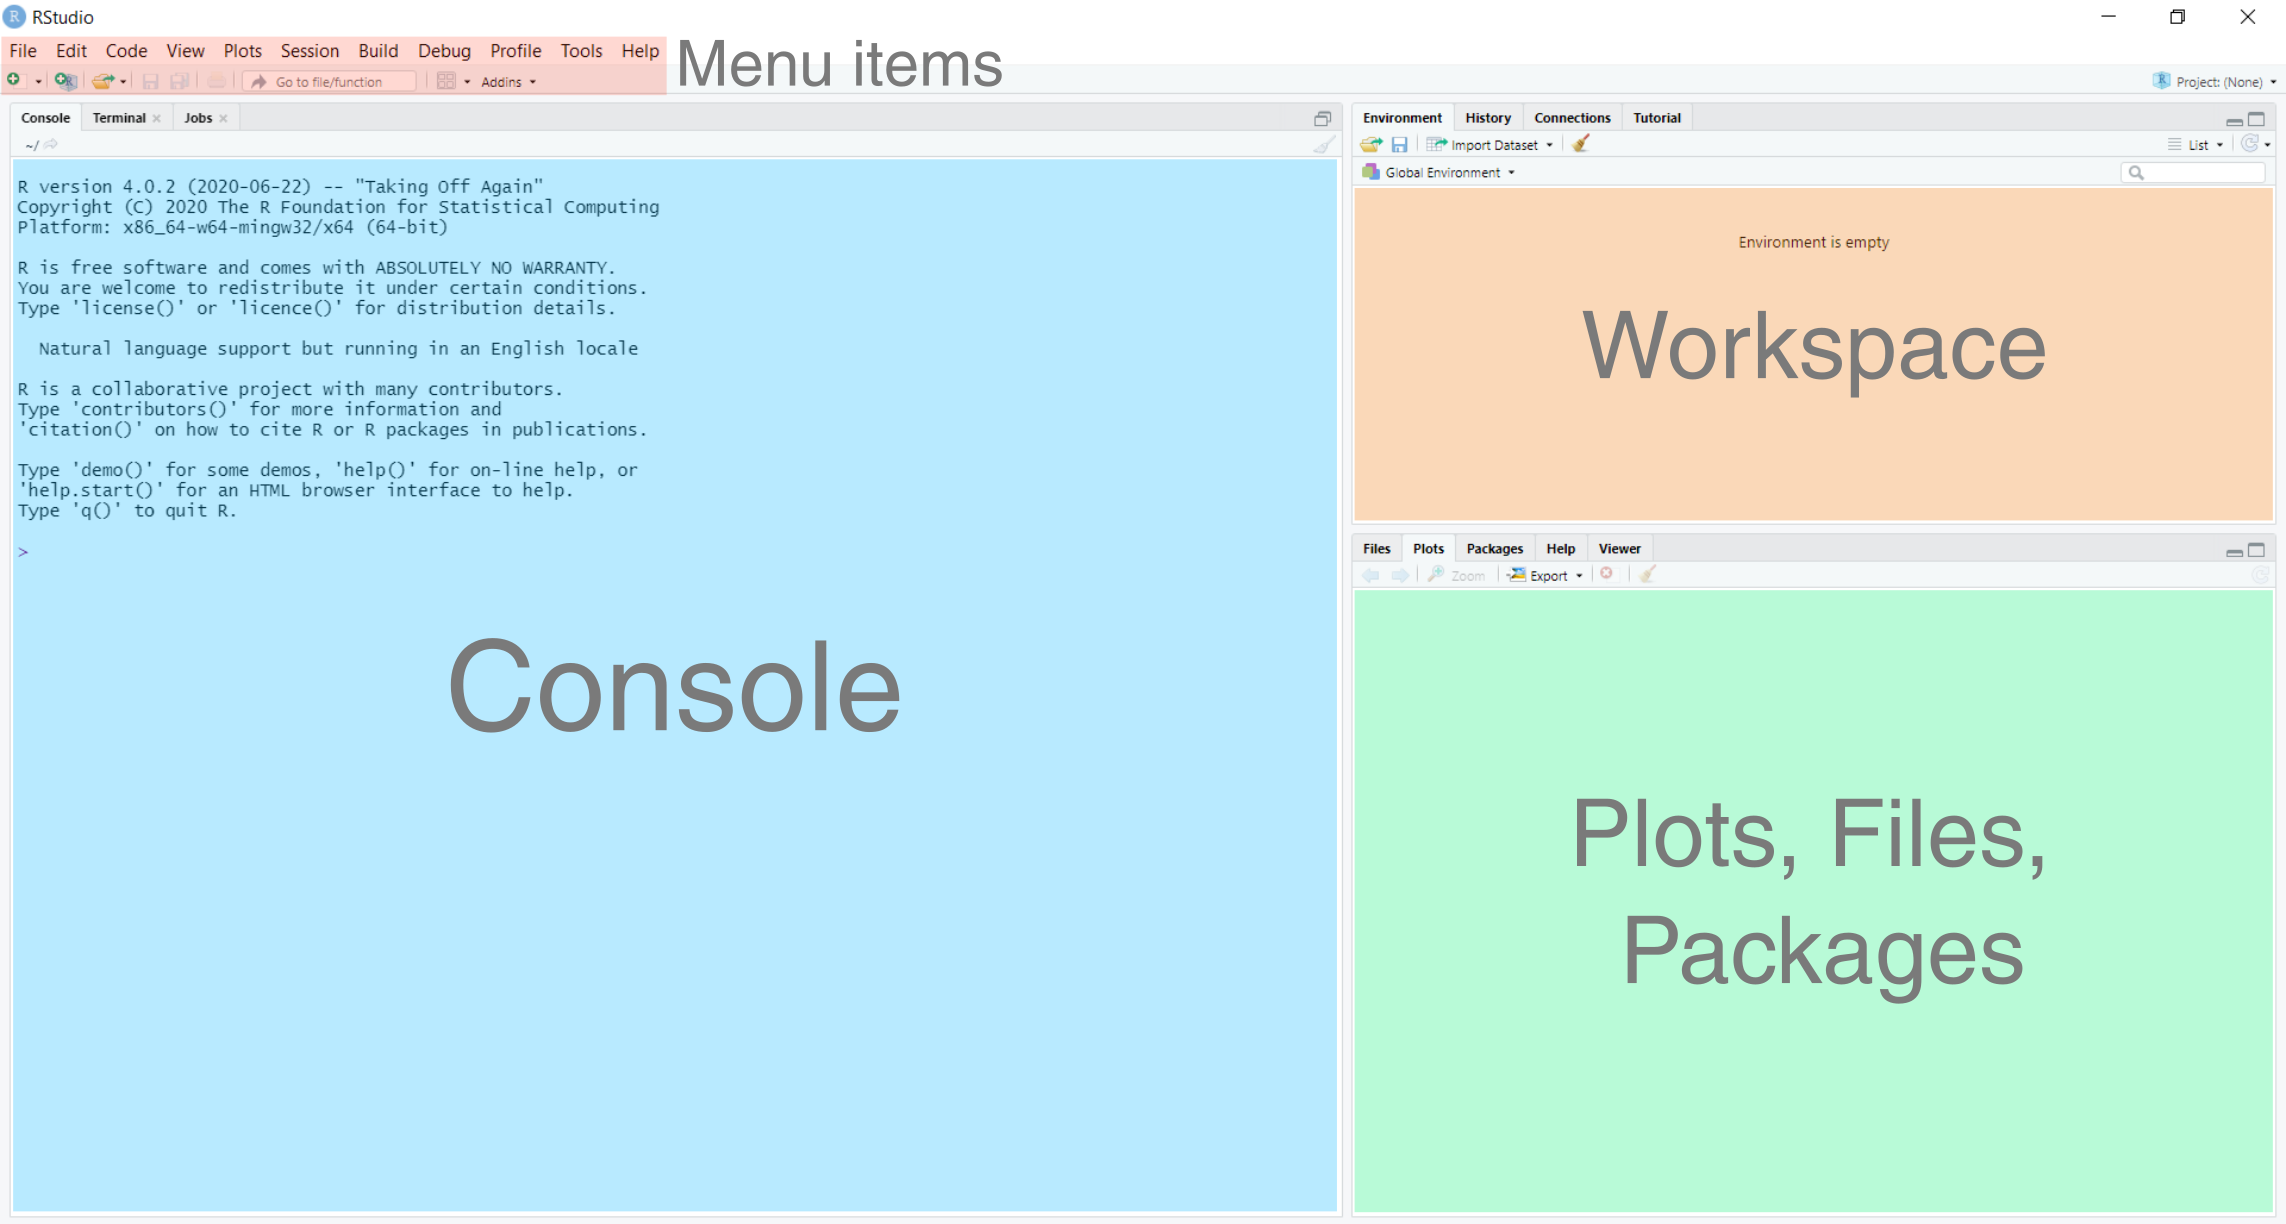 RStudio
File Edit Code View Plots Session Build Debug Profile Tools Help
Menu items
Go to file/function Addins
Project: (None)
Console Terminal Jobs
~/
R version 4.0.2 (2020-06-22) -- "Taking Off Again"
Copyright (C) 2020 The R Foundation for Statistical Computing
Platform: x86_64-w64-mingw32/x64 (64-bit)
R is free software and comes with ABSOLUTELY NO WARRANTY.
You are welcome to redistribute it under certain conditions.
Type 'license()' or 'licence()' for distribution details.
Natural language support but running in an English locale
R is a collaborative project with many contributors.
Type 'contributors()' for more information and
'citation()' on how to cite R or R packages in publications.
Type 'demo()' for some demos, 'help()' for on-line help, or
'help.start()' for an HTML browser interface to help.
Type 'q()' to quit R.
>
Console
Environment History Connections Tutorial
Import Dataset List
Global Environment
Environment is empty
Workspace
Files Plots Packages Help Viewer
Zoom Export
Plots, Files,
Packages